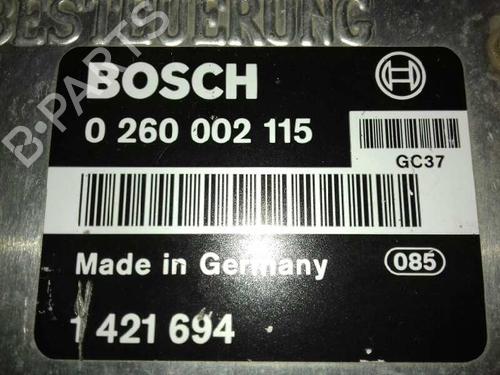 BESTEUERUNG
BOSCH
0 260 002 115
GC37
Made in Germany
085
1 421 694
B-PARTS